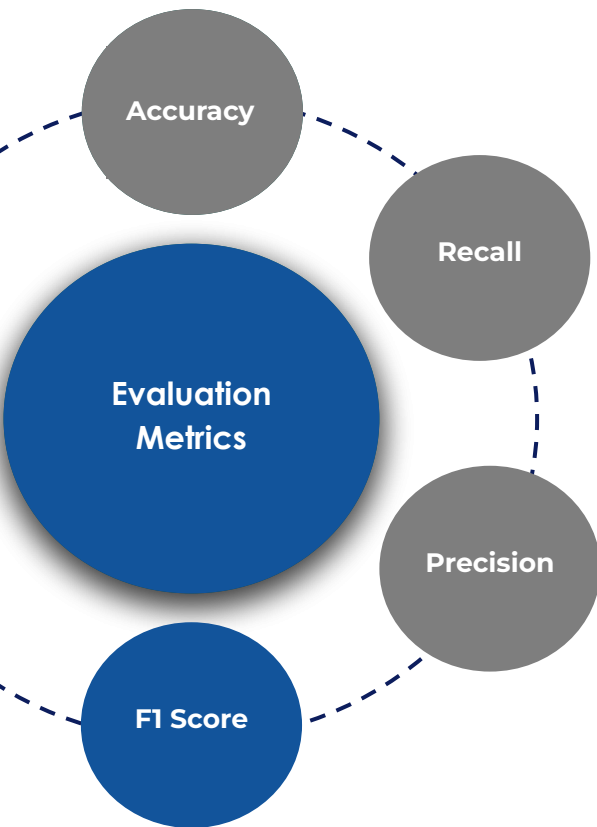 Accuracy
Recall
Evaluation
Metrics
Precision
F1 Score